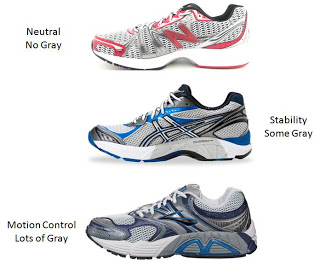 Neutral
No Gray
Stability
Some Gray
Motion Control
Lots of Gray